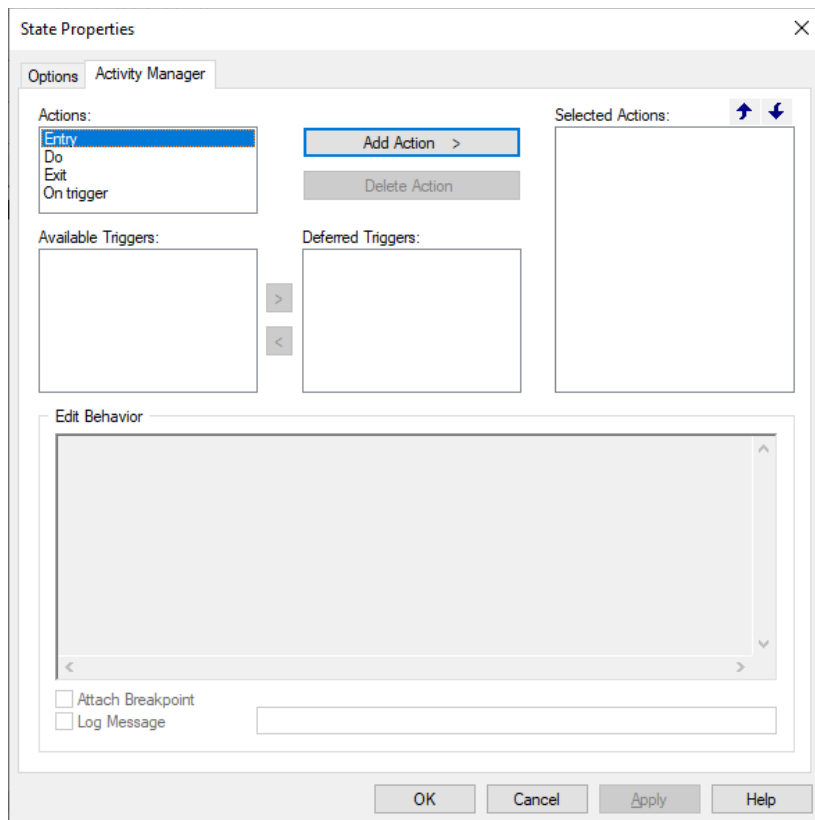 State Properties
Options
Activity Manager
Actions:
Entry
Do
Exit
On trigger
Add Action >
Delete Action
Selected Actions:
Available Triggers:
Deferred Triggers:
>
<
Edit Behavior
Attach Breakpoint
Log Message
OK
Cancel
Apply
Help